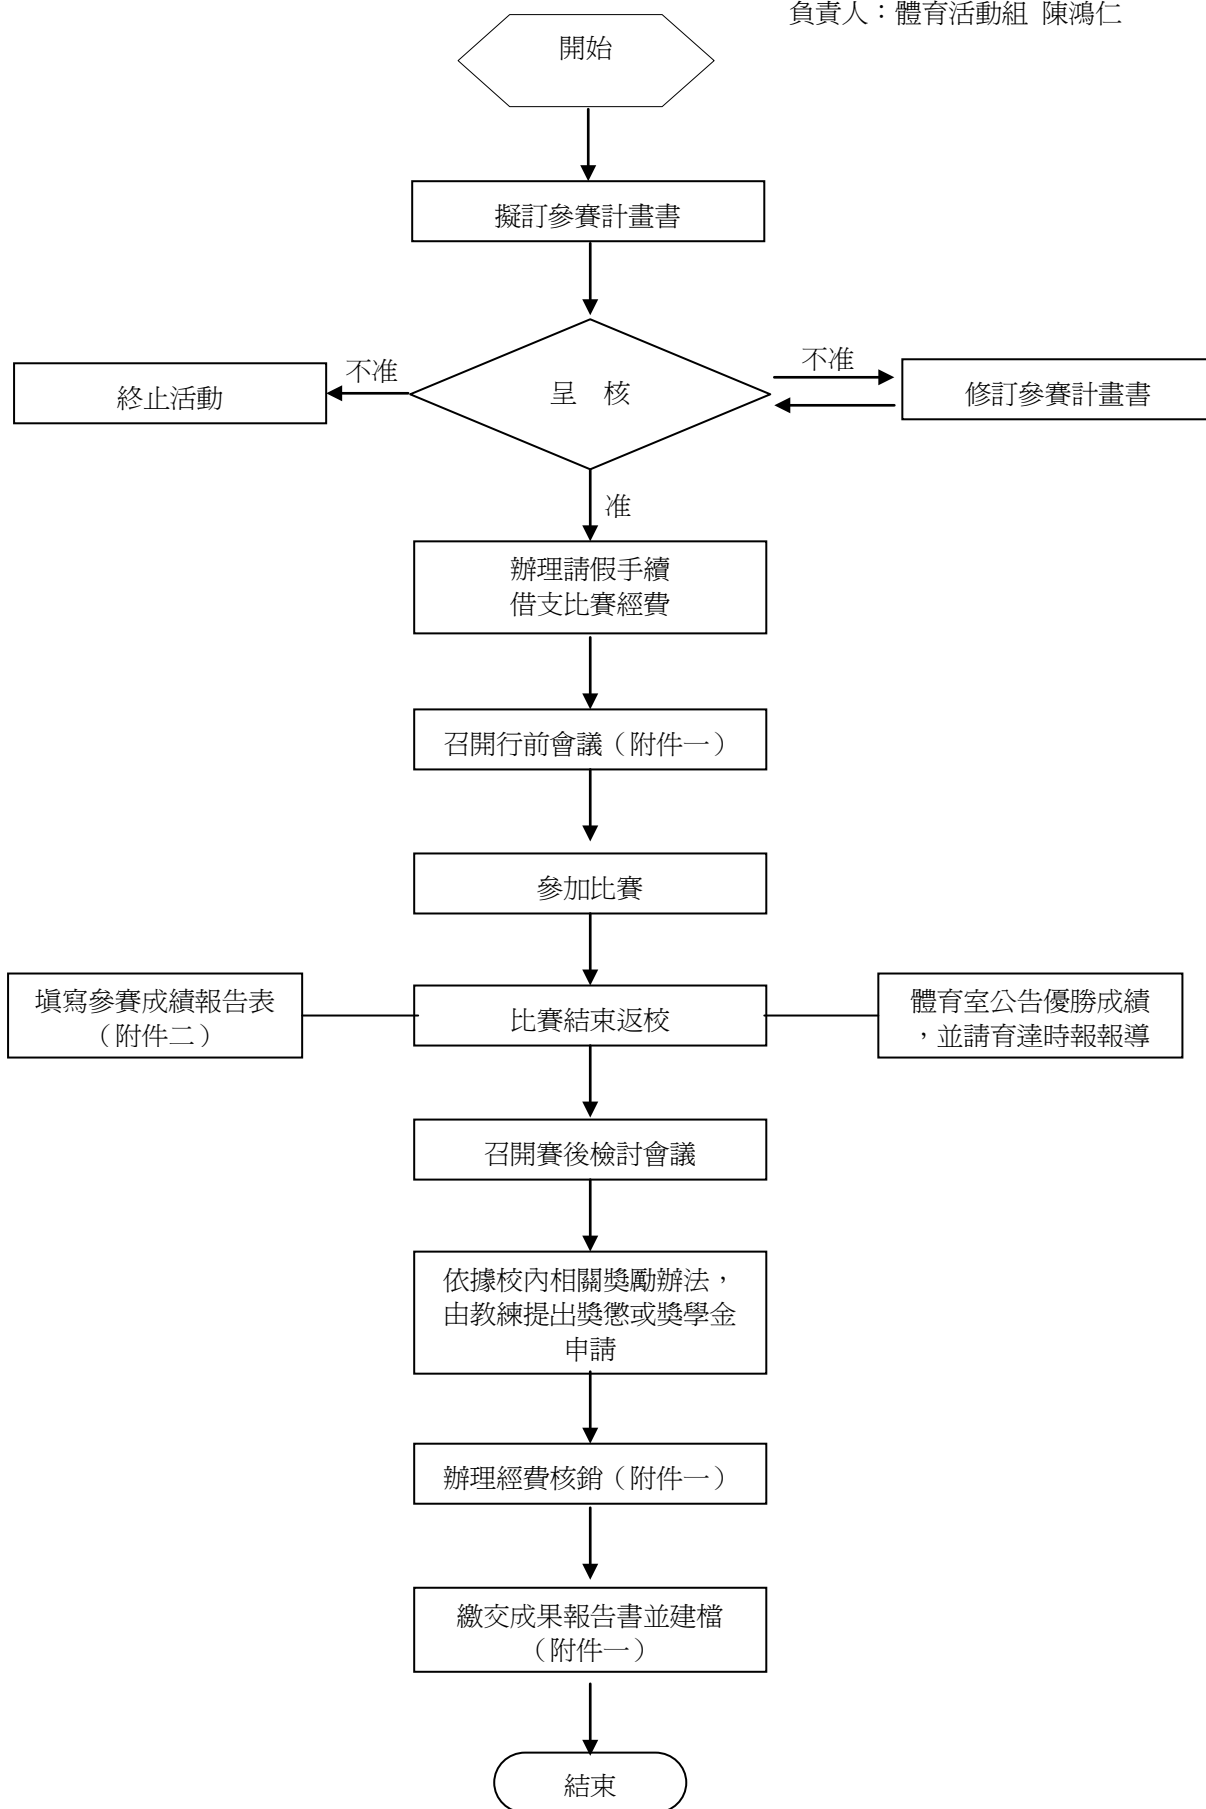 負責人：體育活動組 陳鴻仁
開始
擬訂參賽計畫書
不准
不准
終止活動
呈 核
修訂參賽計畫書
准
辦理請假手續
借支比賽經費
召開行前會議（附件一）
參加比賽
填寫參賽成績報告表
（附件二）
比賽結束返校
體育室公告優勝成績
，並請育達時報報導
召開賽後檢討會議
依據校內相關獎勵辦法，
由教練提出獎懲或獎學金
申請
辦理經費核銷（附件一）
繳交成果報告書並建檔
（附件一）
結束